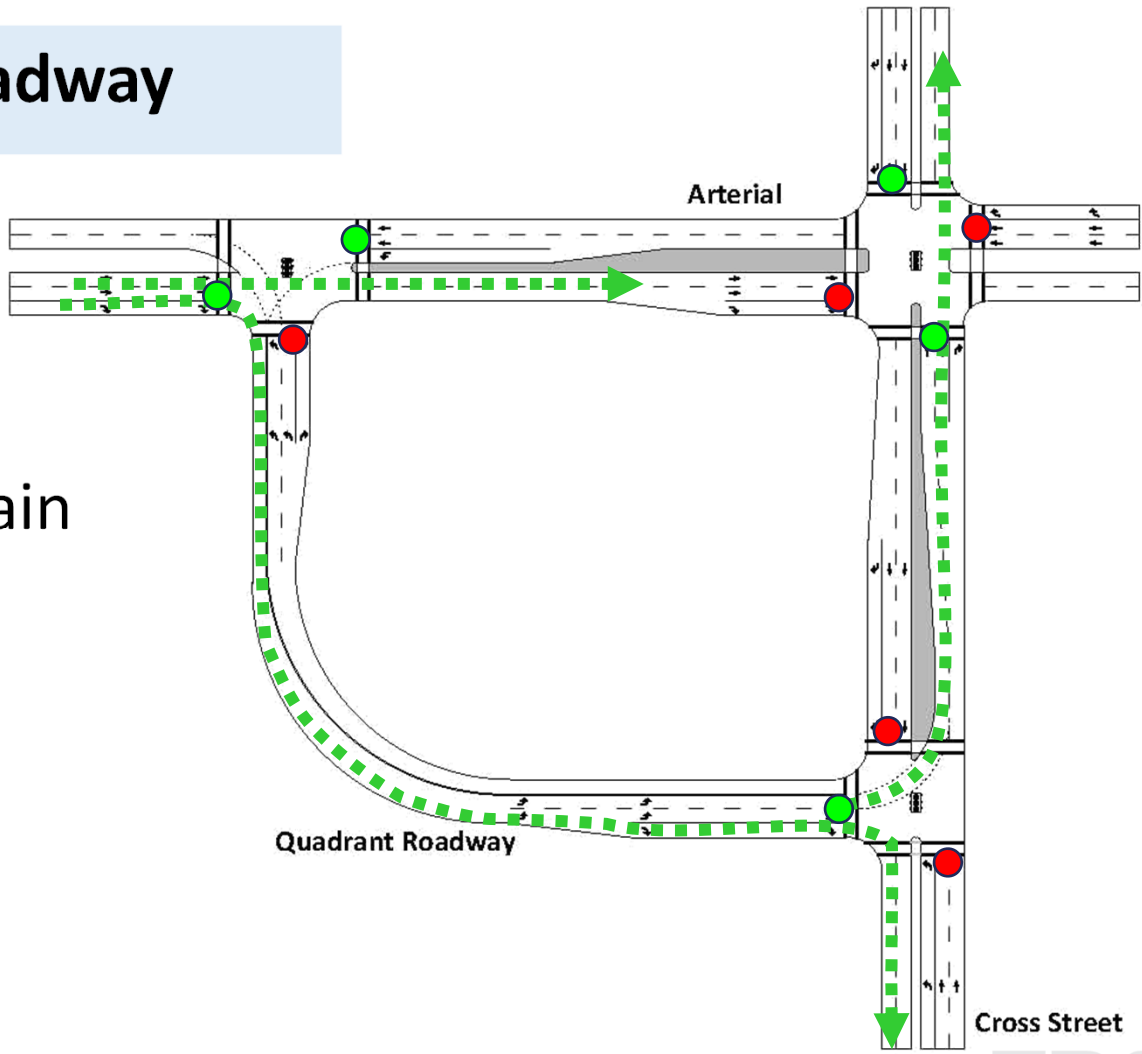 adway
Arterial
ain
Quadrant Roadway
Cross Street